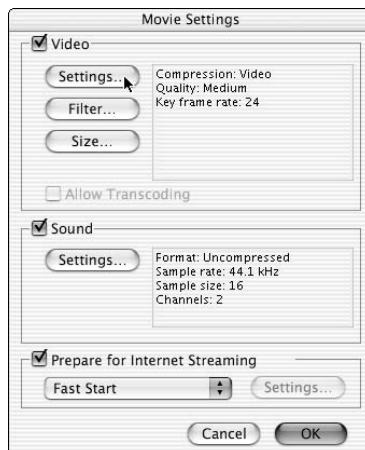 Movie Settings
Video
Settings...
Compression: Video
Quality: Medium
Key frame rate: 24
Filter...
Size...
Allow Transcoding
Sound
Settings...
Format: Uncompressed
Sample rate: 44.1 kHz
Sample size: 16
Channels: 2
Prepare for Internet Streaming
Fast Start
Settings...
Cancel
OK